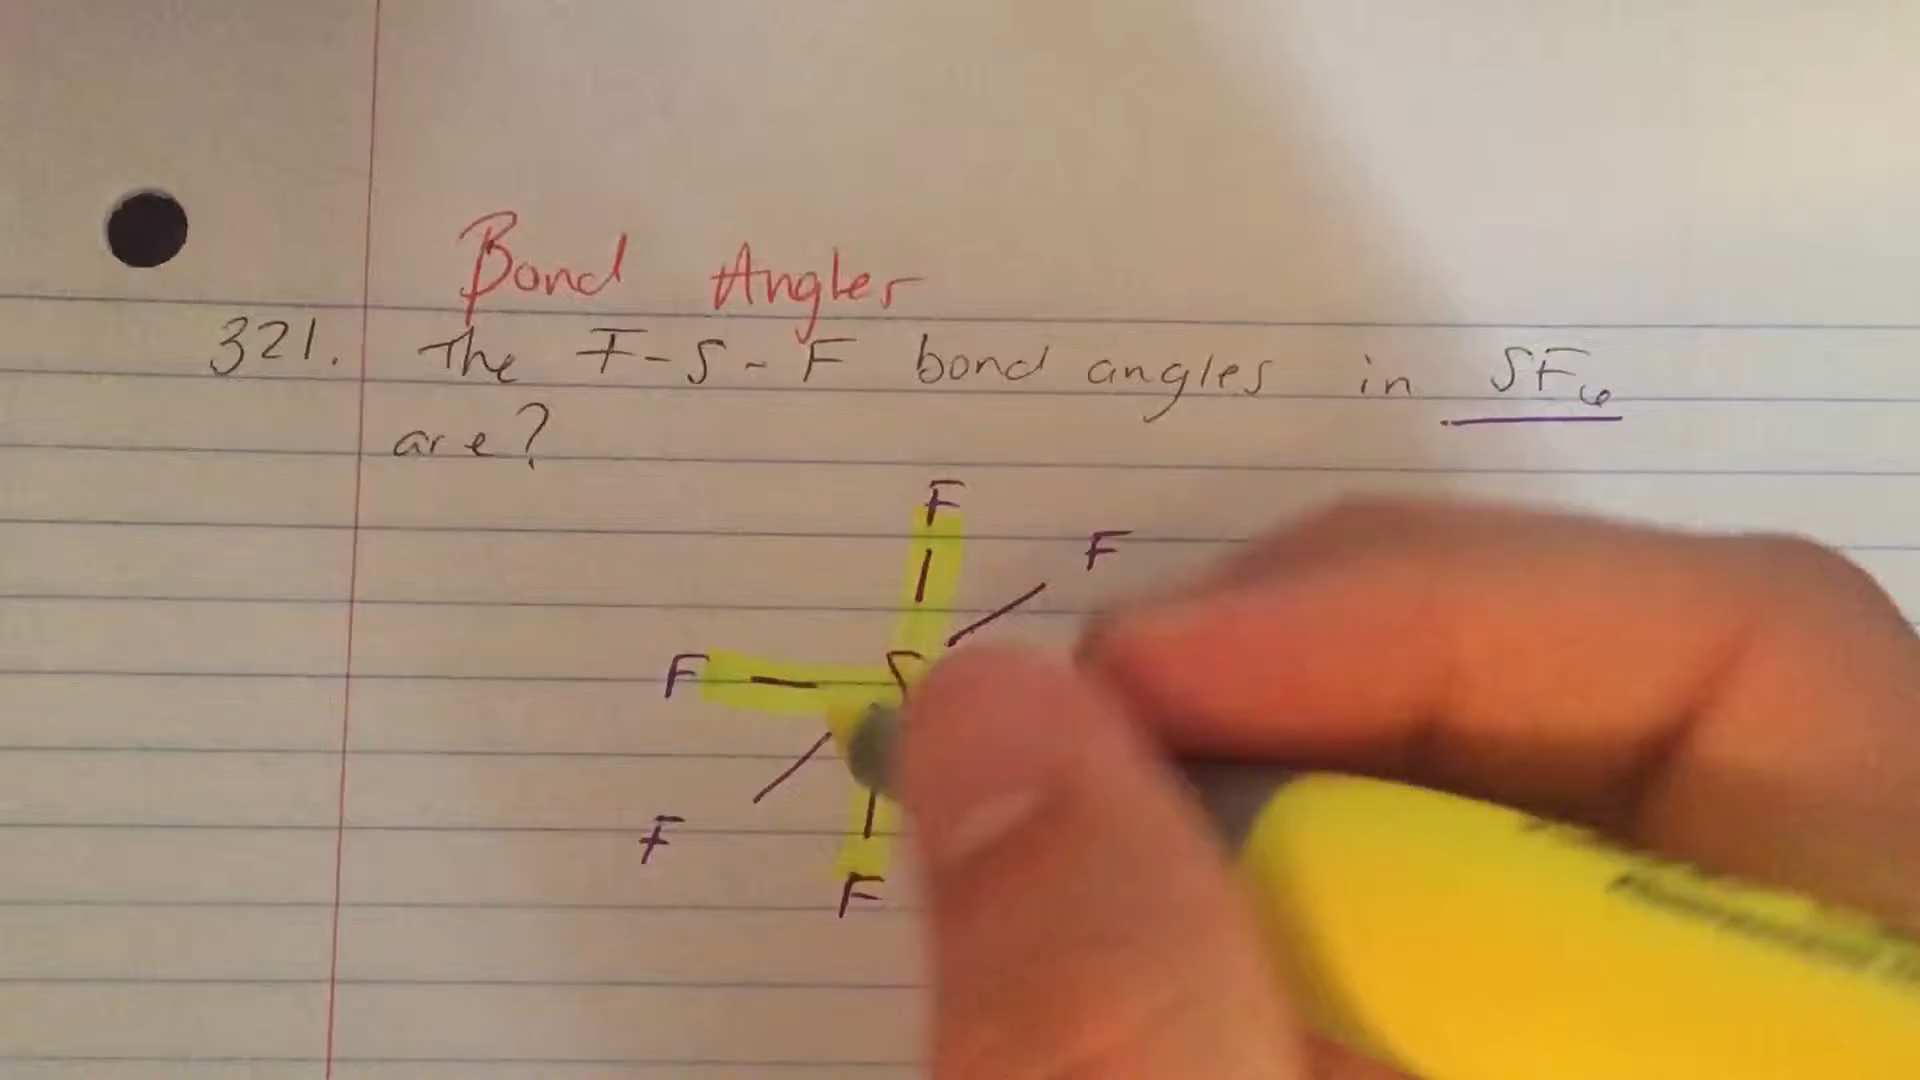 Bond Angles
321. The F-S-F bond angles in SF6
are?
F
F
F S
F
F